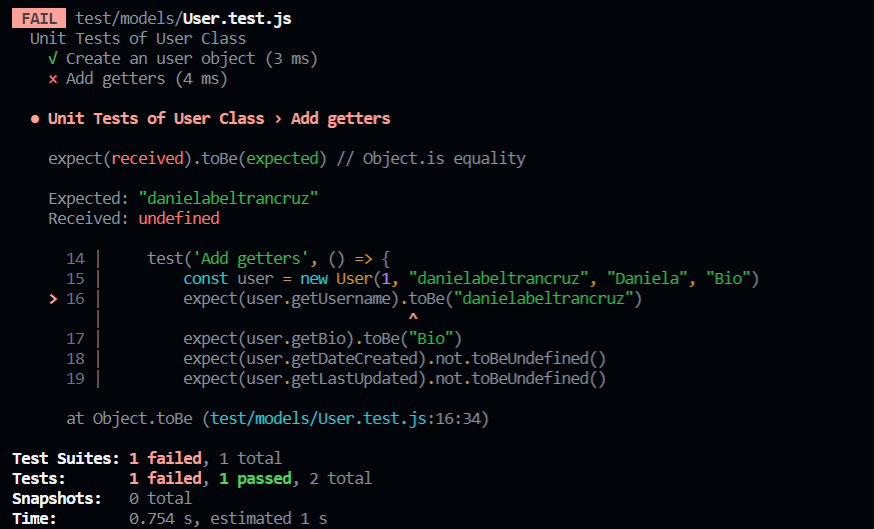 FAIL test/models/User.test.js
Unit Tests of User Class
√ Create an user object (3 ms)
× Add getters (4 ms)
● Unit Tests of User Class › Add getters
expect(received).toBe(expected) // Object.is equality
Expected: "danielabeltrancruz"
Received: undefined
14 |     test('Add getters', () => {
15 |         const user = new User(1, "danielabeltrancruz", "Daniela", "Bio")
> 16 |         expect(user.getUsername).toBe("danielabeltrancruz")
|                                  ^
17 |         expect(user.getBio).toBe("Bio")
18 |         expect(user.getDateCreated).not.toBeUndefined()
19 |         expect(user.getLastUpdated).not.toBeUndefined()
at Object.toBe (test/models/User.test.js:16:34)
Test Suites: 1 failed, 1 total
Tests:       1 failed, 1 passed, 2 total
Snapshots:   0 total
Time:        0.754 s, estimated 1 s